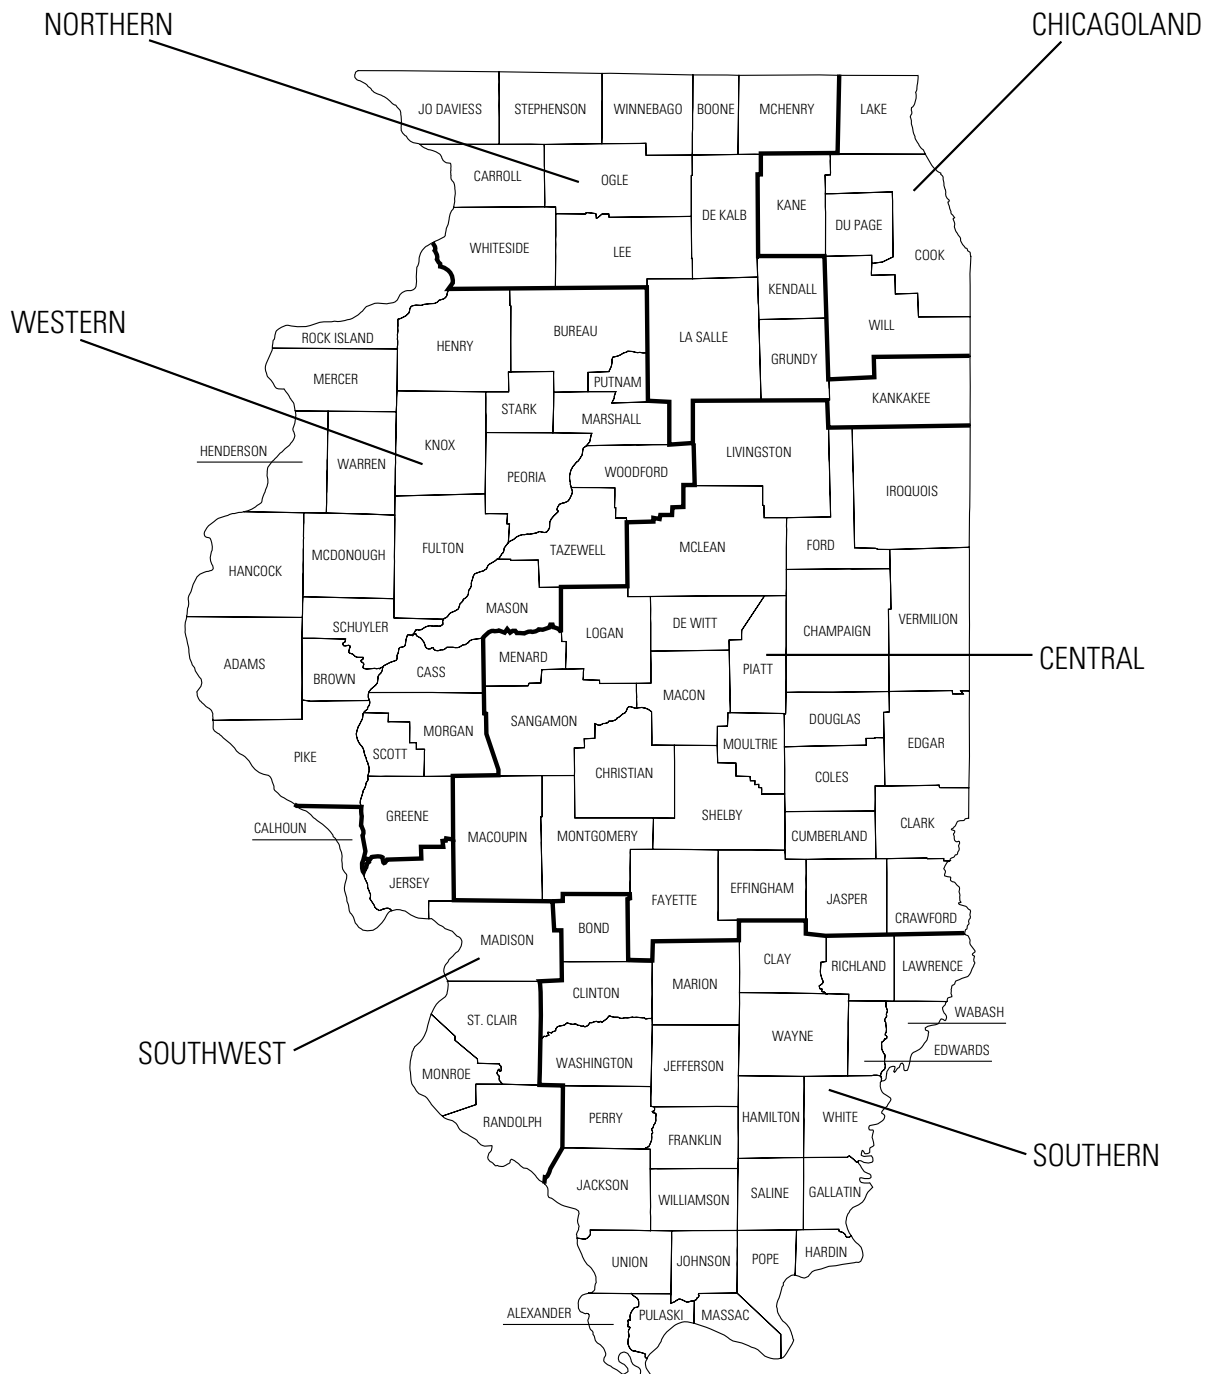 NORTHERN
CHICAGOLAND
JO DAVIESS
STEPHENSON
WINNEBAGO
BOONE
MCHENRY
LAKE
CARROLL
OGLE
KANE
DE KALB
DU PAGE
WHITESIDE
LEE
COOK
KENDALL
WESTERN
ROCK ISLAND
HENRY
BUREAU
LA SALLE
WILL
GRUNDY
MERCER
PUTNAM
KANKAKEE
STARK
MARSHALL
HENDERSON
WARREN
KNOX
PEORIA
WOODFORD
LIVINGSTON
IROQUOIS
HANCOCK
MCDONOUGH
FULTON
TAZEWELL
MCLEAN
FORD
MASON
SCHUYLER
LOGAN
DE WITT
CHAMPAIGN
VERMILION
ADAMS
BROWN
CASS
MENARD
PIATT
CENTRAL
MACON
SANGAMON
DOUGLAS
MORGAN
PIKE
SCOTT
MOULTRIE
EDGAR
CHRISTIAN
COLES
GREENE
SHELBY
CALHOUN
MACOUPIN
MONTGOMERY
CUMBERLAND
CLARK
JERSEY
FAYETTE
EFFINGHAM
JASPER
CRAWFORD
MADISON
BOND
CLAY
RICHLAND
LAWRENCE
CLINTON
MARION
WABASH
ST. CLAIR
WAYNE
SOUTHWEST
EDWARDS
WASHINGTON
JEFFERSON
MONROE
RANDOLPH
PERRY
HAMILTON
WHITE
FRANKLIN
SOUTHERN
JACKSON
WILLIAMSON
SALINE
GALLATIN
UNION
JOHNSON
POPE
HARDIN
ALEXANDER
PULASKI
MASSAC